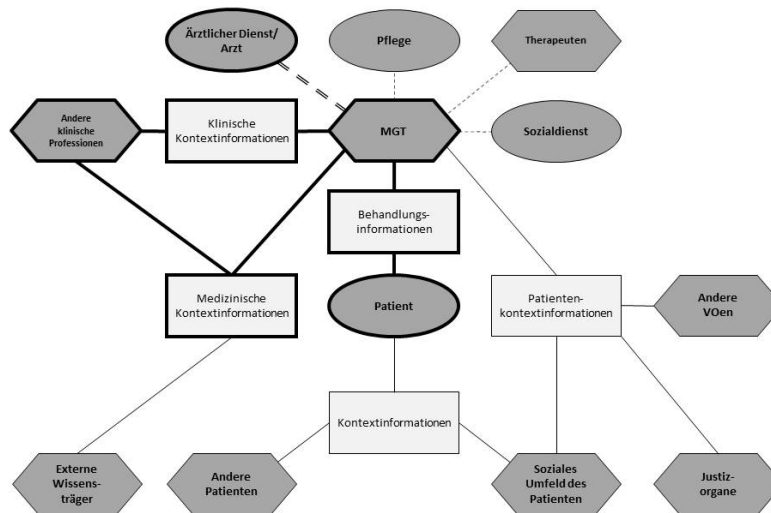 Ärztlicher Dienst/
Arzt
Pflege
Therapeuten
Andere
klinische
Professionen
Klinische
Kontextinformationen
MGT
Sozialdienst
Behandlungs-
informationen
Medizinische
Kontextinformationen
Patient
Patienten-
kontextinformationen
Andere
VOen
Kontextinformationen
Externe
Wissens-
träger
Andere
Patienten
Soziales
Umfeld des
Patienten
Justiz-
organe